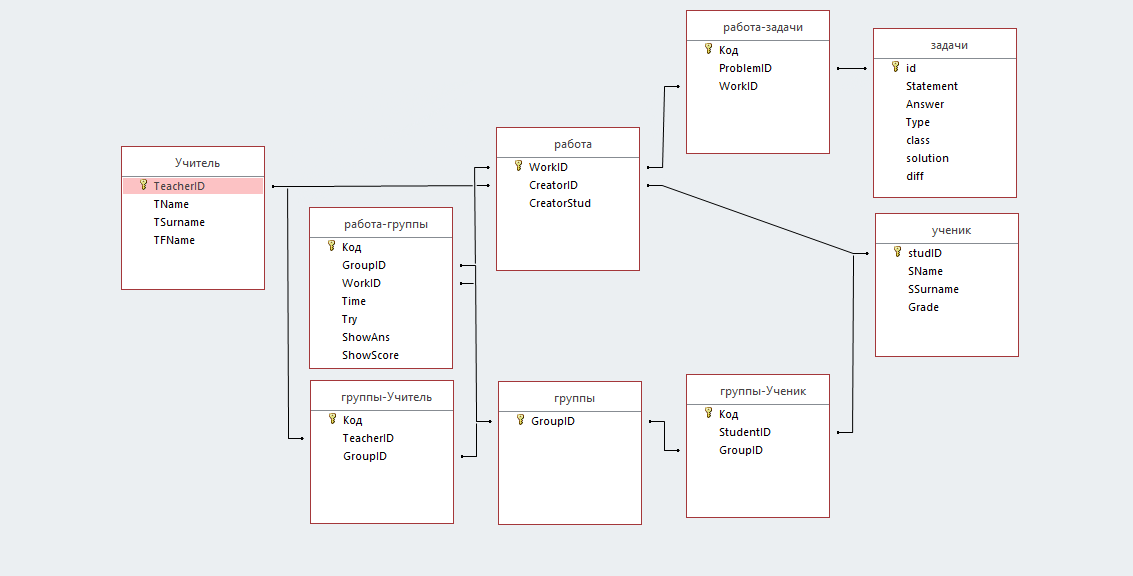 работа-задачи
Код
ProblemID
WorkID
задачи
id
Statement
Answer
Type
class
solution
diff
Учитель
TeacherID
TName
TSurname
TFName
работа
WorkID
CreatorID
CreatorStud
работа-группы
Код
GroupID
WorkID
Time
Try
ShowAns
ShowScore
ученик
studID
SName
SSurname
Grade
группы-Учитель
Код
TeacherID
GroupID
группы
GroupID
группы-Ученик
Код
StudentID
GroupID